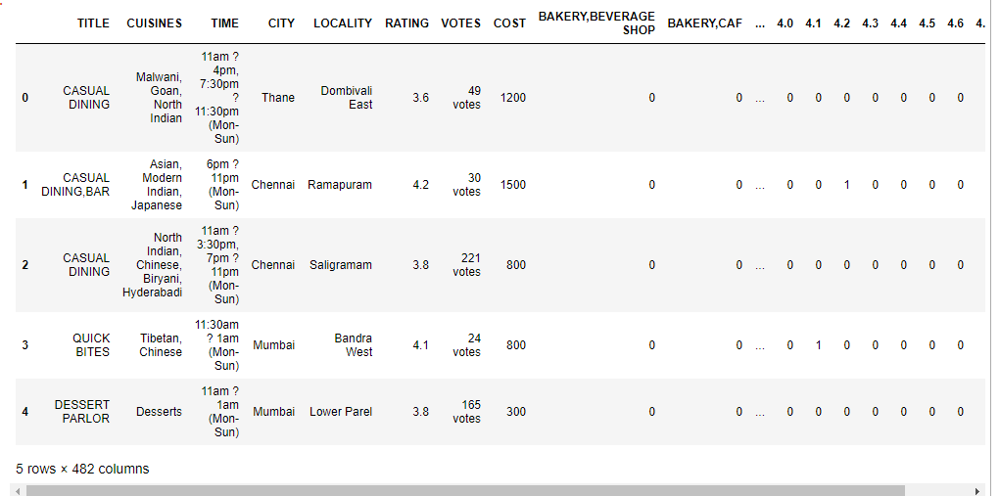 TITLE CUISINES TIME CITY LOCALITY RATING VOTES COST BAKERY,BEVERAGE SHOP BAKERY,CAF ... 4.0 4.1 4.2 4.3 4.4 4.5 4.6 4.
0 CASUAL DINING Malwani, Goan, North Indian 11am ? 4pm, 7:30pm ? 11:30pm (Mon-Sun) Thane Dombivali East 3.6 49 votes 1200 0 0 ... 0 0 0 0 0 0 0
1 CASUAL DINING,BAR Asian, Modern Indian, Japanese 6pm ? 11pm (Mon-Sun) Chennai Ramapuram 4.2 30 votes 1500 0 0 ... 0 0 1 0 0 0 0
2 CASUAL DINING North Indian, Chinese, Biryani, Hyderabadi 11am ? 3:30pm, 7pm ? 11pm (Mon-Sun) Chennai Saligramam 3.8 221 votes 800 0 0 ... 0 0 0 0 0 0 0
3 QUICK BITES Tibetan, Chinese 11:30am ? 1am (Mon-Sun) Mumbai Bandra West 4.1 24 votes 800 0 0 ... 0 1 0 0 0 0 0
4 DESSERT PARLOR Desserts 11am ? 1am (Mon-Sun) Mumbai Lower Parel 3.8 165 votes 300 0 0 ... 0 0 0 0 0 0 0
5 rows × 482 columns